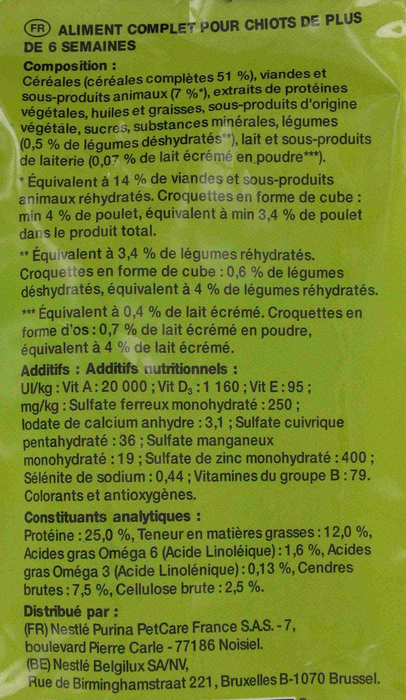 FR ALIMENT COMPLET POUR CHIOTS DE PLUS
DE 6 SEMAINES
Composition :
Céréales (céréales complètes 51 %), viandes et
sous-produits animaux (7 %*), extraits de protéines
végétales, huiles et graisses, sous-produits d'origine
végétale, sucres, substances minérales, légumes
(0,5 % de légumes déshydratés**), lait et sous-produits
de laiterie (0,07 % de lait écrémé en poudre***).
* Équivalent à 14 % de viandes et sous-produits
animaux réhydratés. Croquettes en forme de cube :
min 4 % de poulet, équivalent à min 3,4 % de poulet
dans le produit total.
** Équivalent à 3,4 % de légumes réhydratés.
Croquettes en forme de cube : 0,6 % de légumes
déshydratés, équivalent à 4 % de légumes réhydratés.
*** Équivalent à 0,4 % de lait écrémé. Croquettes en
forme d'os : 0,7 % de lait écrémé en poudre,
équivalent à 4 % de lait écrémé.
Additifs : Additifs nutritionnels :
UI/kg : Vit A : 20 000 ; Vit D3 : 1 160 ; Vit E : 95 ;
mg/kg : Sulfate ferreux monohydraté : 250 ;
Iodate de calcium anhydre : 3,1 ; Sulfate cuivrique
pentahydraté : 36 ; Sulfate manganeux
monohydraté : 19 ; Sulfate de zinc monohydraté : 400 ;
Sélénite de sodium : 0,44 ; Vitamines du groupe B : 79.
Colorants et antioxygènes.
Constituants analytiques :
Protéine : 25,0 %, Teneur en matières grasses : 12,0 %,
Acides gras Oméga 6 (Acide Linoléique) : 1,6 %, Acides
gras Oméga 3 (Acide Linolénique) : 0,13 %, Cendres
brutes : 7,5 %, Cellulose brute : 2,5 %.
Distribué par :
(FR) Nestlé Purina PetCare France S.A.S. - 7,
boulevard Pierre Carle - 77186 Noisiel.
(BE) Nestlé Belgilux SA/NV,
Rue de Birminghamstraat 221, Bruxelles B-1070 Brussel.